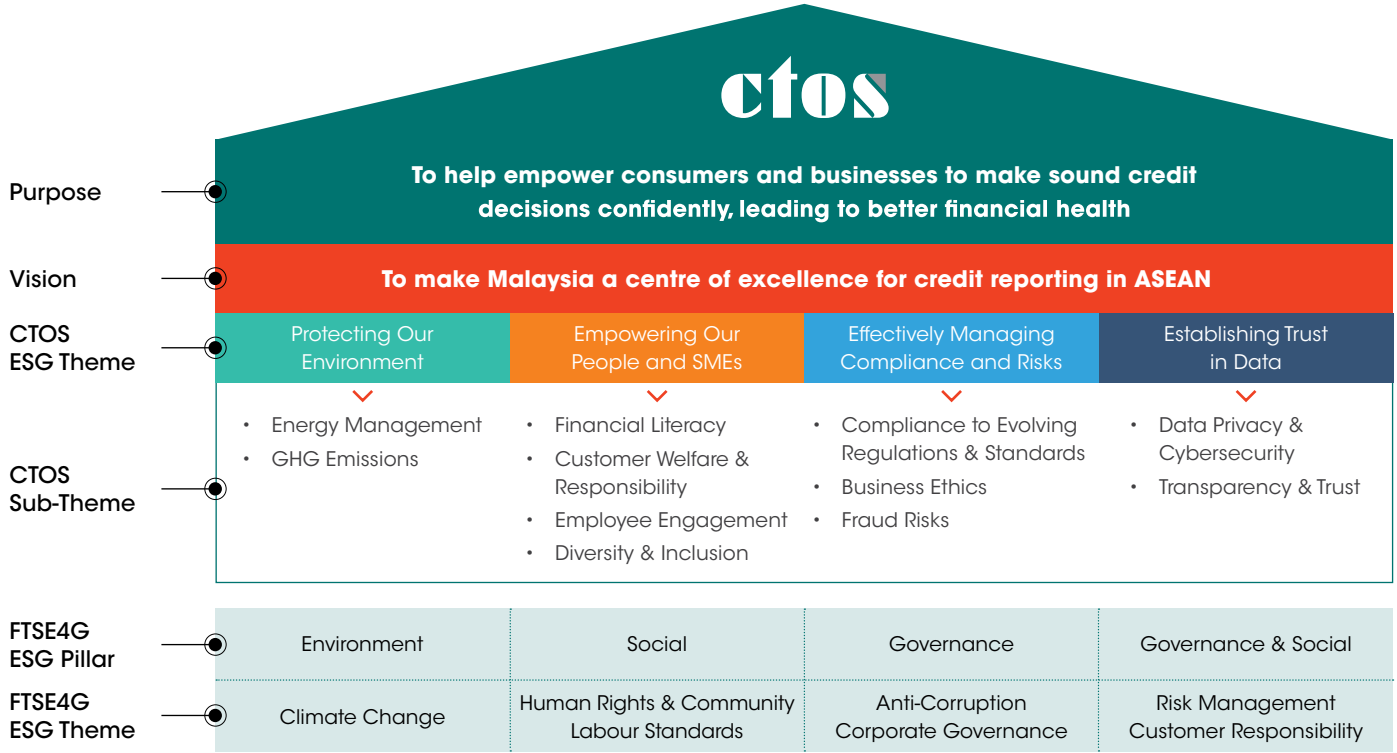 ctos
Purpose
To help empower consumers and businesses to make sound credit
decisions confidently, leading to better financial health
Vision
To make Malaysia a centre of excellence for credit reporting in ASEAN
CTOS
ESG Theme
Protecting Our
Environment
Empowering Our
People and SMEs
Effectively Managing
Compliance and Risks
Establishing Trust
in Data
CTOS
Sub-Theme
• Energy Management
• GHG Emissions
• Financial Literacy
• Customer Welfare &
Responsibility
• Employee Engagement
• Diversity & Inclusion
• Compliance to Evolving
Regulations & Standards
• Business Ethics
• Fraud Risks
• Data Privacy &
Cybersecurity
• Transparency & Trust
FTSE4G
ESG Pillar
Environment
Social
Governance
Governance & Social
FTSE4G
ESG Theme
Climate Change
Human Rights & Community
Labour Standards
Anti-Corruption
Corporate Governance
Risk Management
Customer Responsibility